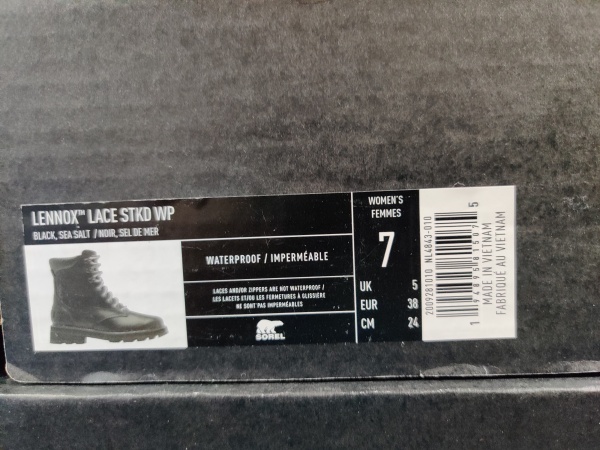 LENNOX™ LACE STKD WP
BLACK, SEA SALT / NOIR, SEL DE MER
WATERPROOF / IMPERMÉABLE
LACES AND/OR ZIPPERS ARE NOT WATERPROOF /
LES LACETS ET/OU LES FERMETURES À GLISSIÈRE
NE SONT PAS IMPERMÉABLES
SOREL
WOMEN'S
FEMMES
7
UK 5
EUR 38
CM 24
2009281010 NL4843-010
MADE IN VIETNAM
FABRIQUÉ AU VIETNAM